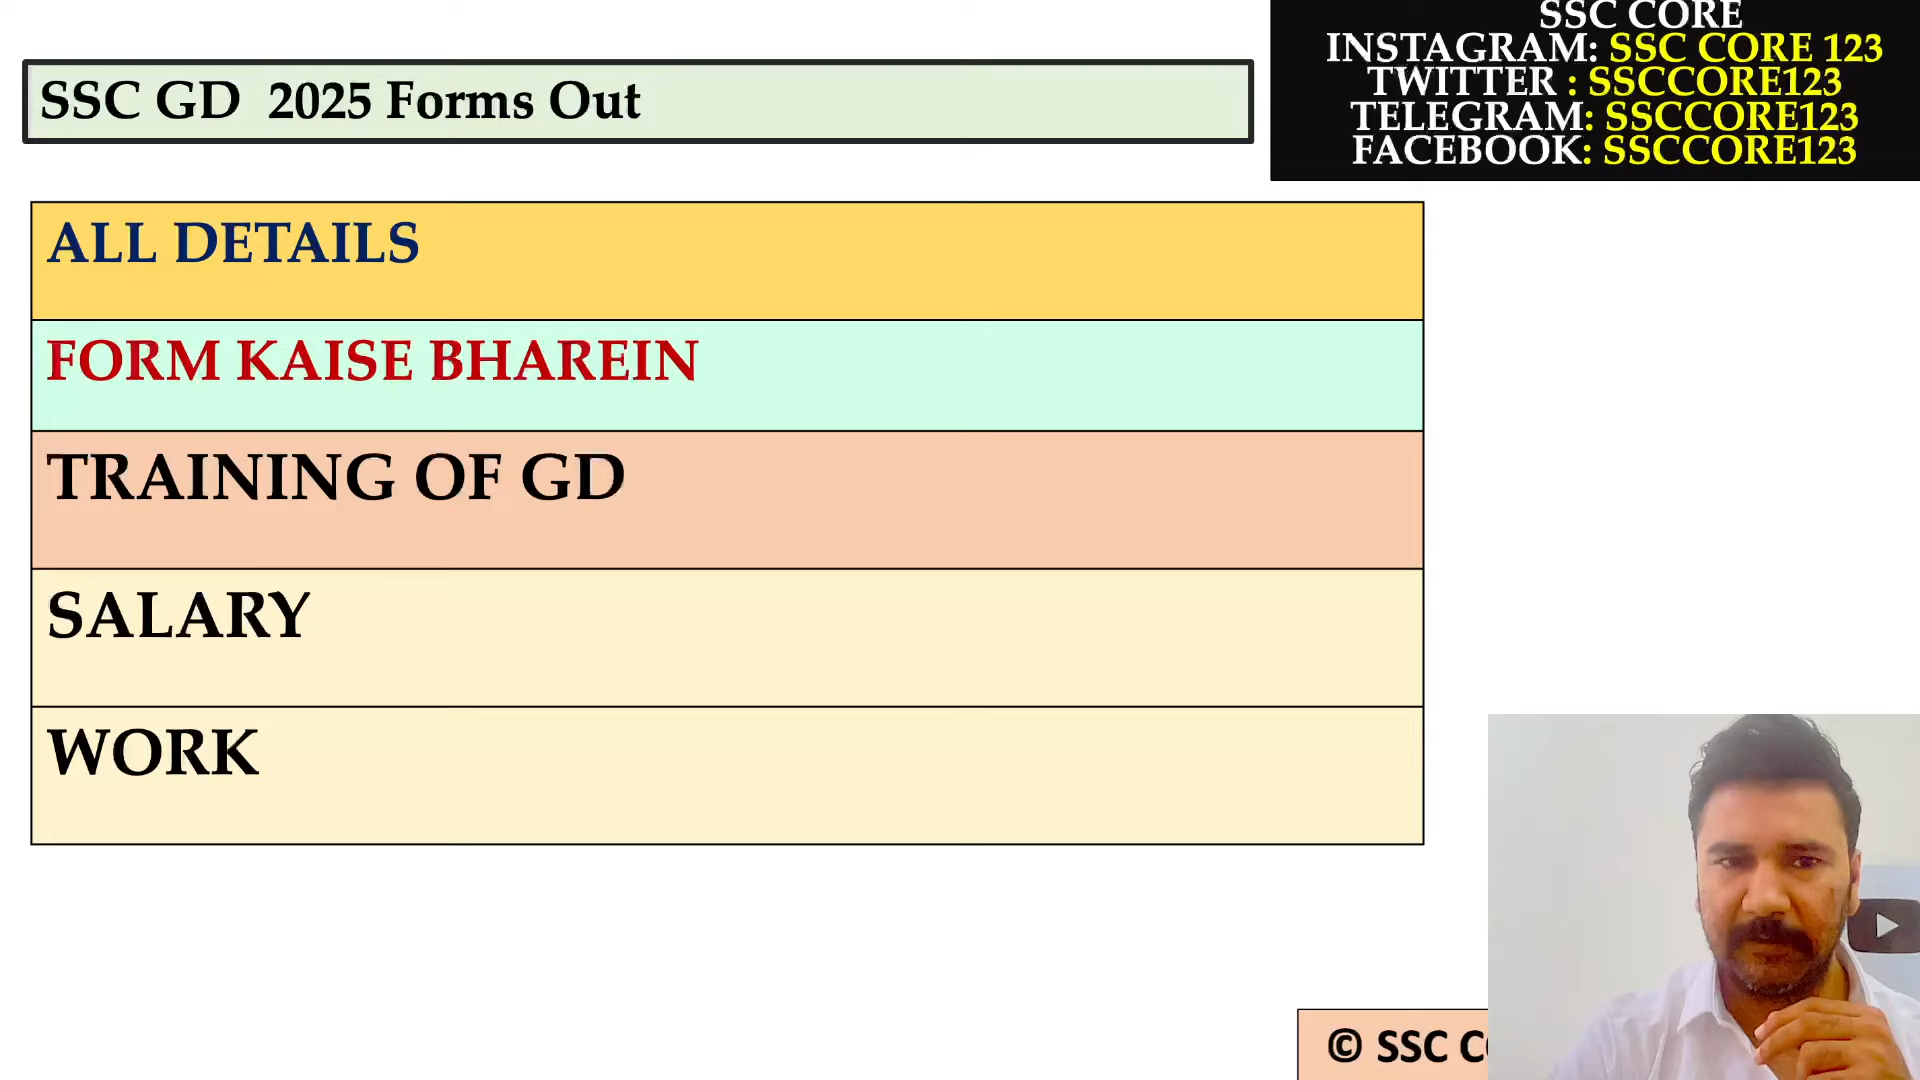 SSC CORE
INSTAGRAM: SSC CORE 123
TWITTER : SSCCORE123
TELEGRAM: SSCCORE123
FACEBOOK: SSCCORE123
SSC GD 2025 Forms Out
ALL DETAILS
FORM KAISE BHAREIN
TRAINING OF GD
SALARY
WORK
© SSC